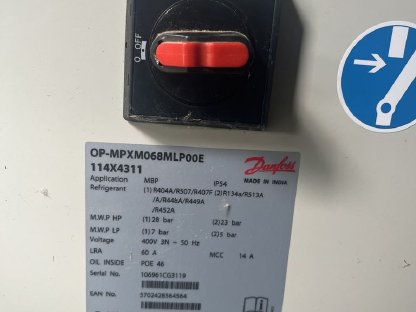 O OFF
OP-MPXM068MLP00E
114X4311
Danfoss
MADE IN INDIA
Application MBP IP54
Refrigerant (1)R404A/R507/R407F (2)R134a/R513A
/A/R448A/R449A
/R452A
M.W.P HP (1)28 bar (2)23 bar
M.W.P LP (1)7 bar (2)5 bar
Voltage 400V 3N~ 50 Hz
LRA 60 A MCC 14 A
OIL INSIDE POE 46
Serial No. 106961CG3119
EAN No. 5702428564564